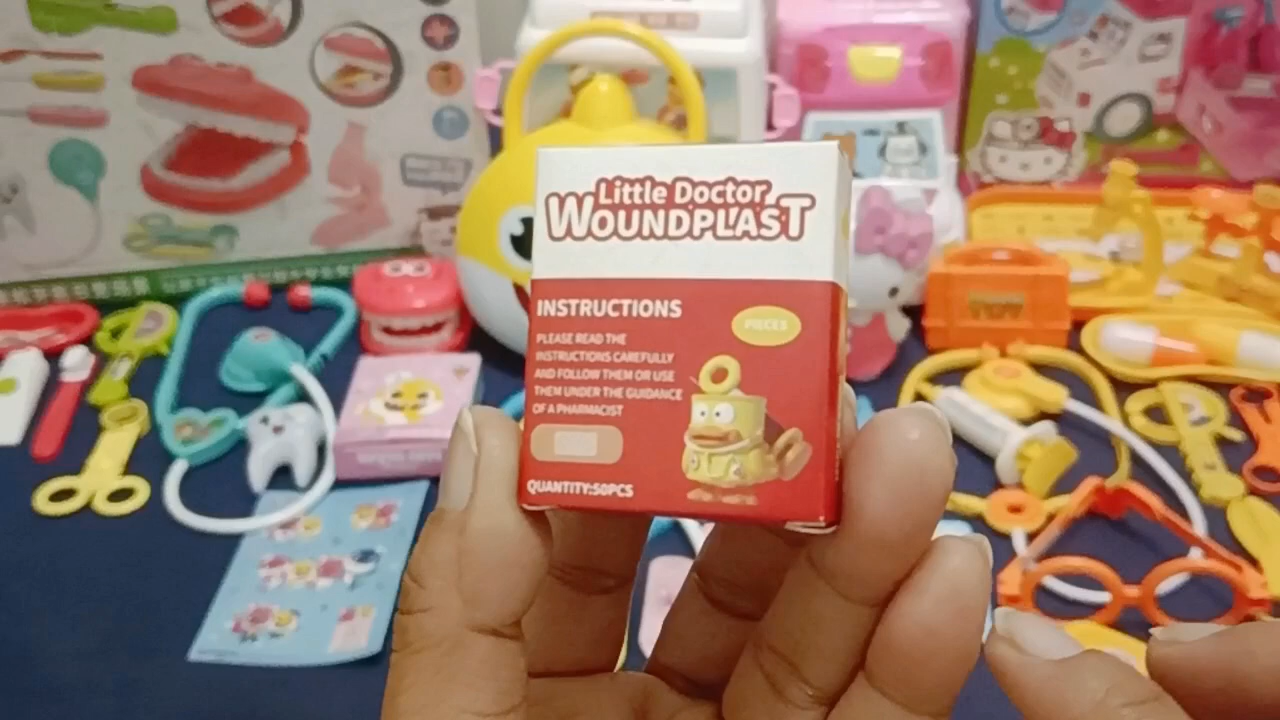 Little Doctor
WOUNDPLAST
INSTRUCTIONS
PIECES
PLEASE READ THE
INSTRUCTIONS CAREFULLY
AND FOLLOW THEM OR USE
THEM UNDER THE GUIDANCE
OF A PHARMACIST
QUANTITY:50PCS